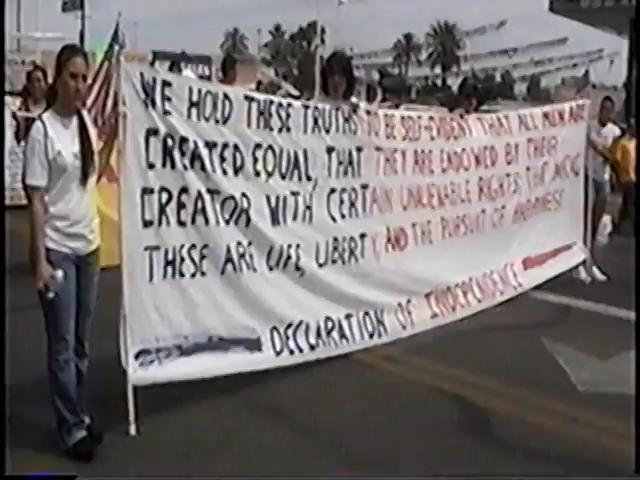 WE HOLD THESE TRUTHS TO BE SELF-EVIDENT THAT ALL MEN ARE
CREATED EQUAL, THAT THEY ARE ENDOWED BY THEIR
CREATOR WITH CERTAIN UNALIENABLE RIGHTS THAT AMONG
THESE ARE LIFE, LIBERTY, AND THE PURSUIT OF HAPPINESS
DECLARATION OF INDEPENDENCE